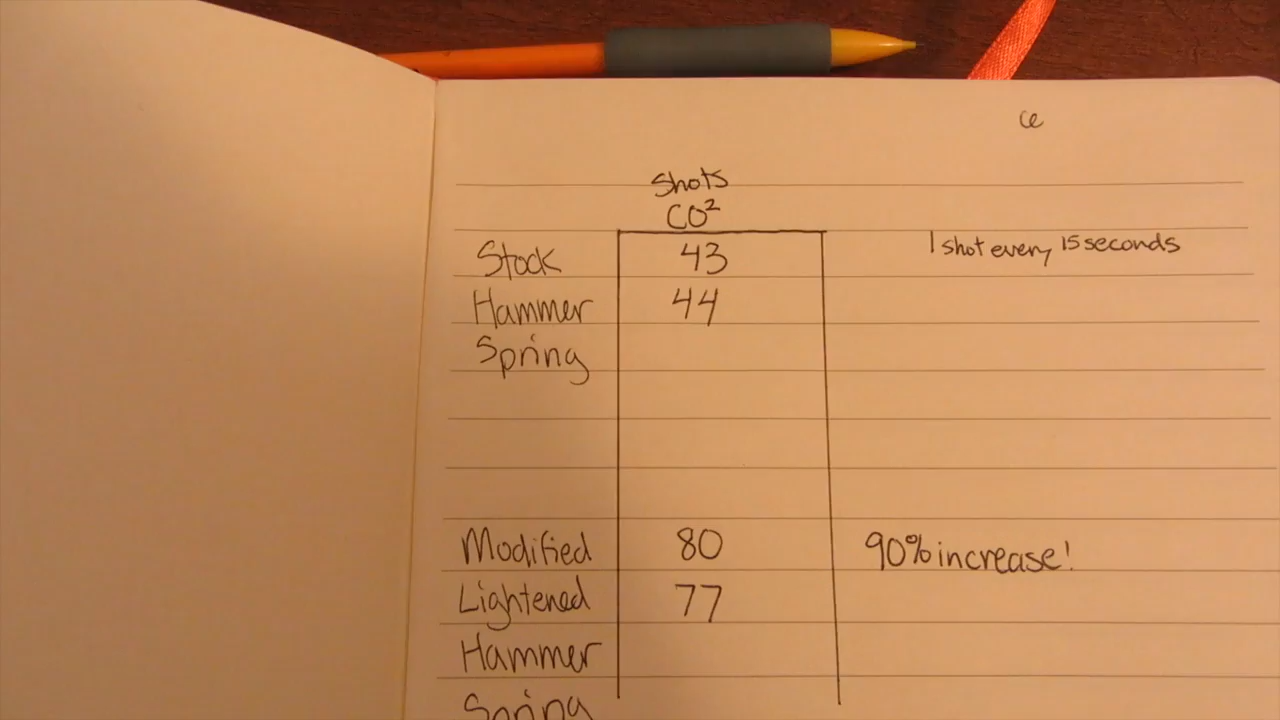 ce
Shots
CO²
Stock 43 1 shot every 15 seconds
Hammer 44
Spring
Modified 80 90% increase!
Lightened 77
Hammer
Spring